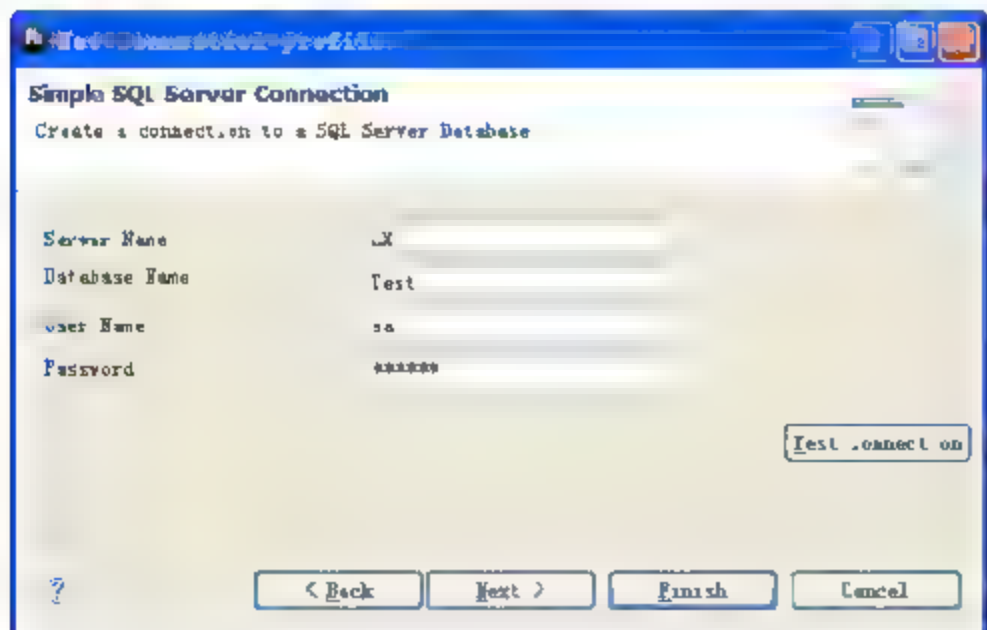 Simple SQL Server Connection
Create a connection to a SQL Server Database
Server Name
Database Name
Test
User Name
sa
Password
******
Test connection
?
< Back
Next >
Finish
Cancel